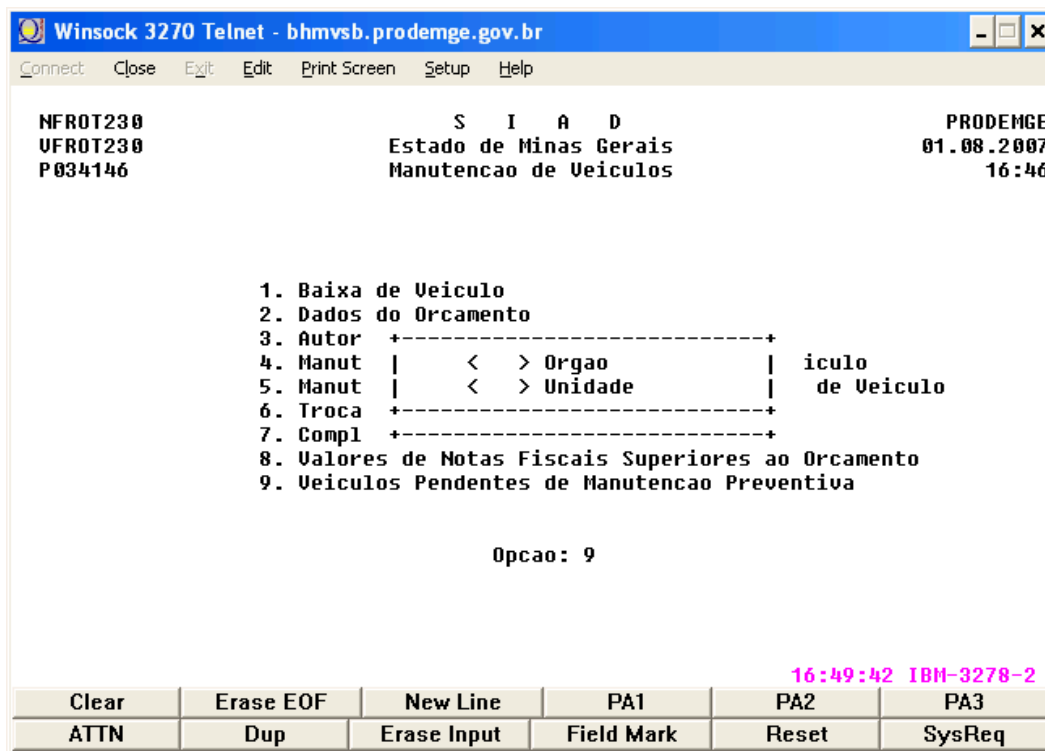 Winsock 3270 Telnet - bhmvsb.prodemge.gov.br
Connect Close Exit Edit Print Screen Setup Help
NFROT230 S I A D PRODEMGE
VFROT230 Estado de Minas Gerais 01.08.2007
P034146 Manutencao de Veiculos 16:46
1. Baixa de Veiculo
2. Dados do Orcamento
3. Autor +-----------------------------+
4. Manut | < > Orgao | iculo
5. Manut | < > Unidade | de Veiculo
6. Troca +-----------------------------+
7. Compl +-----------------------------+
8. Valores de Notas Fiscais Superiores ao Orcamento
9. Veiculos Pendentes de Manutencao Preventiva
Opcao: 9
16:49:42 IBM-3278-2
Clear Erase EOF New Line PA1 PA2 PA3
ATTN Dup Erase Input Field Mark Reset SysReq